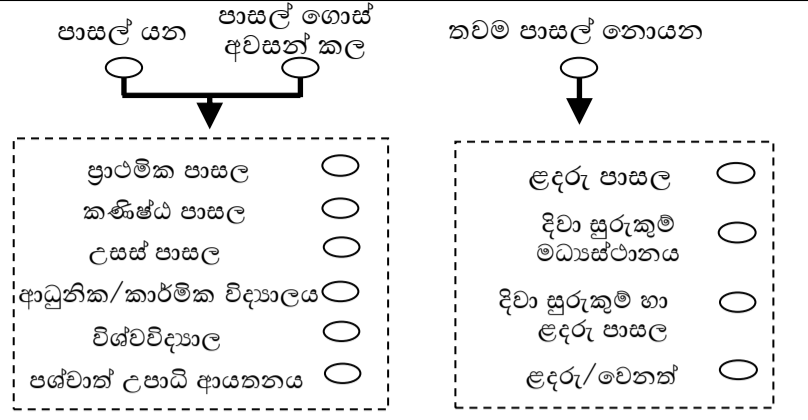 පාසල් යන
පාසල් ගොස්
අවසන් කල
තවම පාසල් නොයන
ප්‍රාථමික පාසල
කණිෂ්ඨ පාසල
උසස් පාසල
ආධුනික/කාර්මික විද්‍යාලය
විශ්වවිද්‍යාල
පශ්චාත් උපාධි ආයතනය
ළදරු පාසල
දිවා සුරුකුම්
මධ්‍යස්ථානය
දිවා සුරුකුම් හා
ළදරු පාසල
ළදරු/වෙනත්